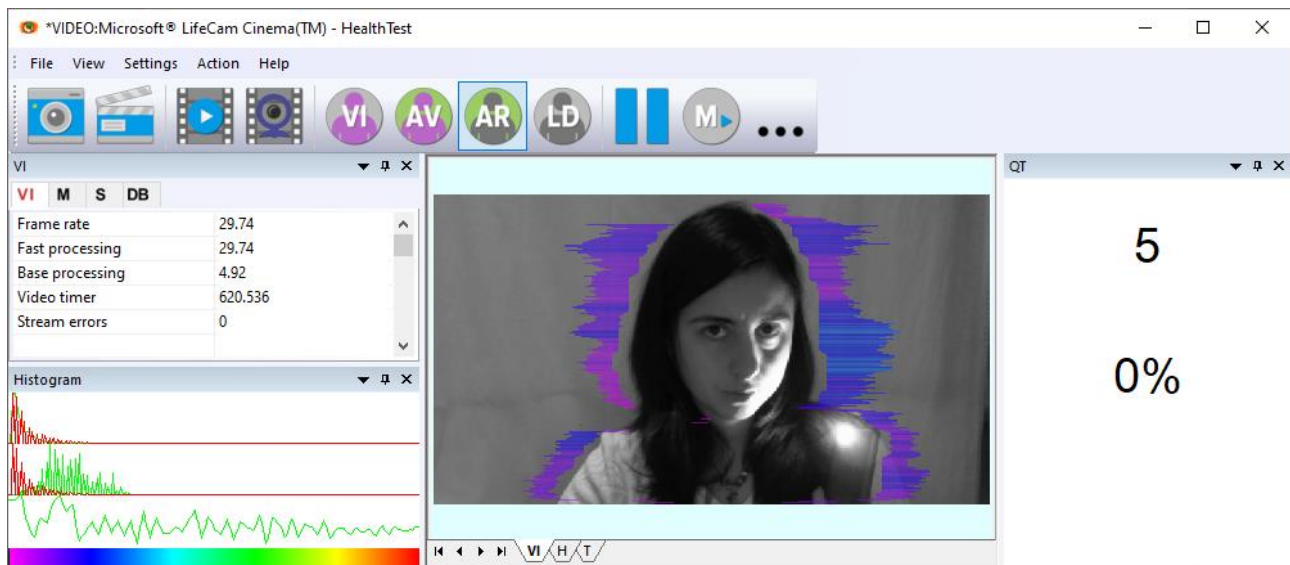 *VIDEO:Microsoft® LifeCam Cinema(TM) - HealthTest
File View Settings Action Help
VI AV AR LD M
VI
VI M S DB
Frame rate 29.74
Fast processing 29.74
Base processing 4.92
Video timer 620.536
Stream errors 0
Histogram
VI H T
QT
5
0%